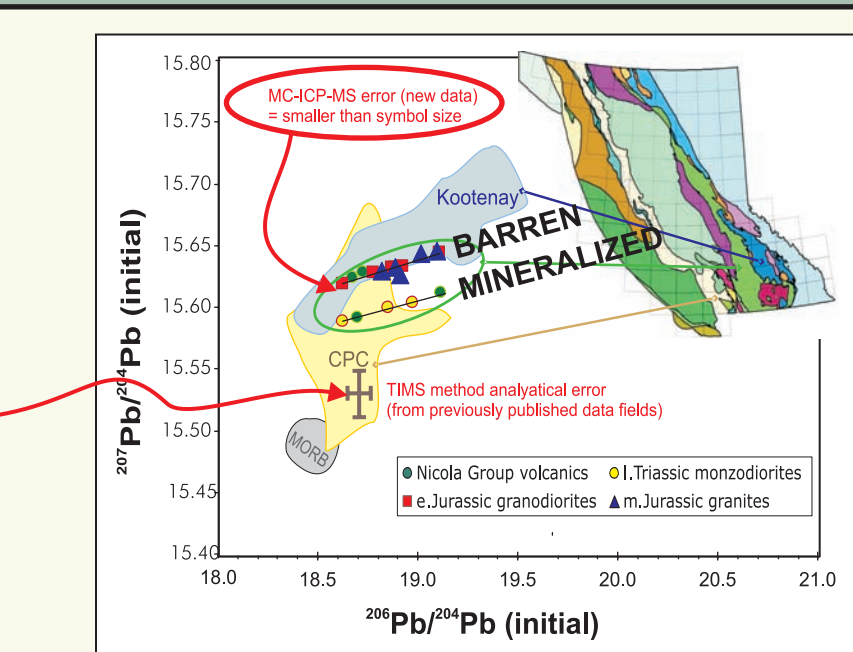 15.80
15.75
15.70
15.65
15.60
15.55
15.50
15.45
15.40
207Pb/204Pb (initial)
MC-ICP-MS error (new data)
= smaller than symbol size
Kootenay
BARREN
MINERALIZED
CPC
TIMS method analyatical error
(from previously published data fields)
MORB
Nicola Group volcanics
l.Triassic monzodiorites
e.Jurassic granodiorites
m.Jurassic granites
18.0 18.5 19.0 19.5 20.0 20.5 21.0
206Pb/204Pb (initial)